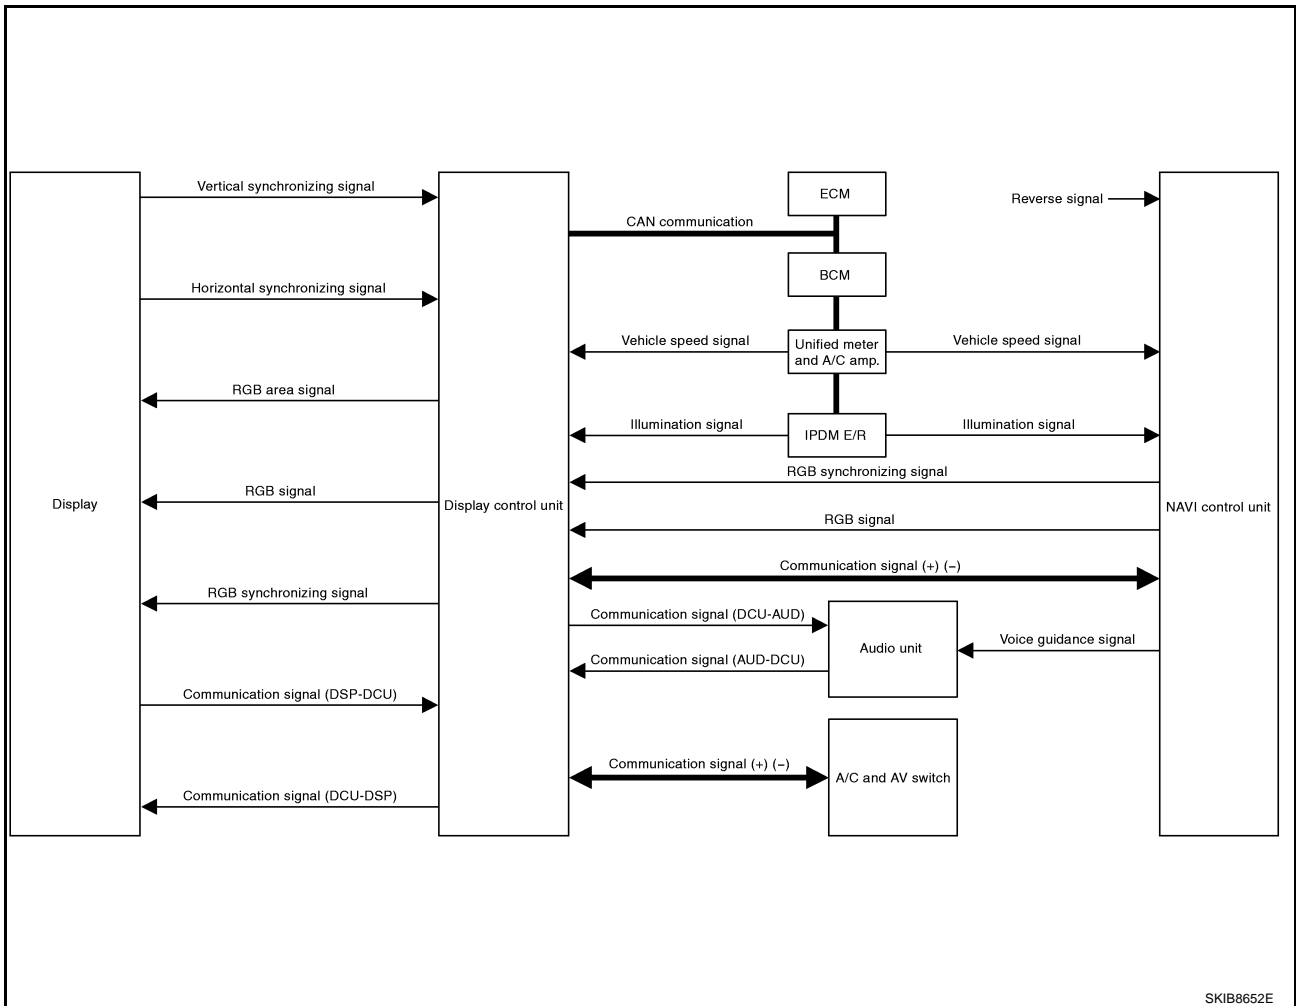 Vertical synchronizing signal
ECM
Reverse signal
CAN communication
BCM
Horizontal synchronizing signal
Vehicle speed signal
Unified meter
and A/C amp.
Vehicle speed signal
RGB area signal
Illumination signal
IPDM E/R
Illumination signal
RGB synchronizing signal
RGB signal
Display
Display control unit
NAVI control unit
RGB signal
Communication signal (+) (−)
RGB synchronizing signal
Communication signal (DCU-AUD)
Audio unit
Voice guidance signal
Communication signal (AUD-DCU)
Communication signal (DSP-DCU)
Communication signal (+) (−)
A/C and AV switch
Communication signal (DCU-DSP)
SKIB8652E